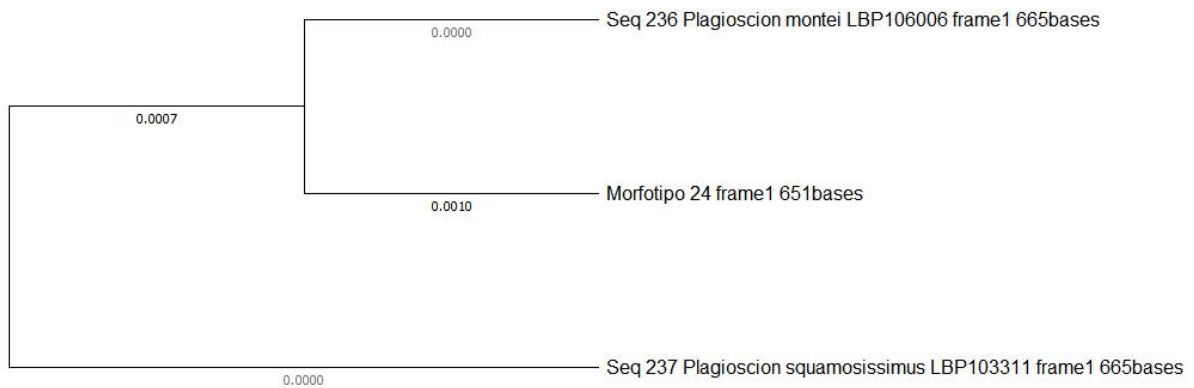 Seq 236 Plagioscion montei LBP106006 frame1 665bases
0.0000
0.0007
Morfotipo 24 frame1 651bases
0.0010
Seq 237 Plagioscion squamosissimus LBP103311 frame1 665bases
0.0000